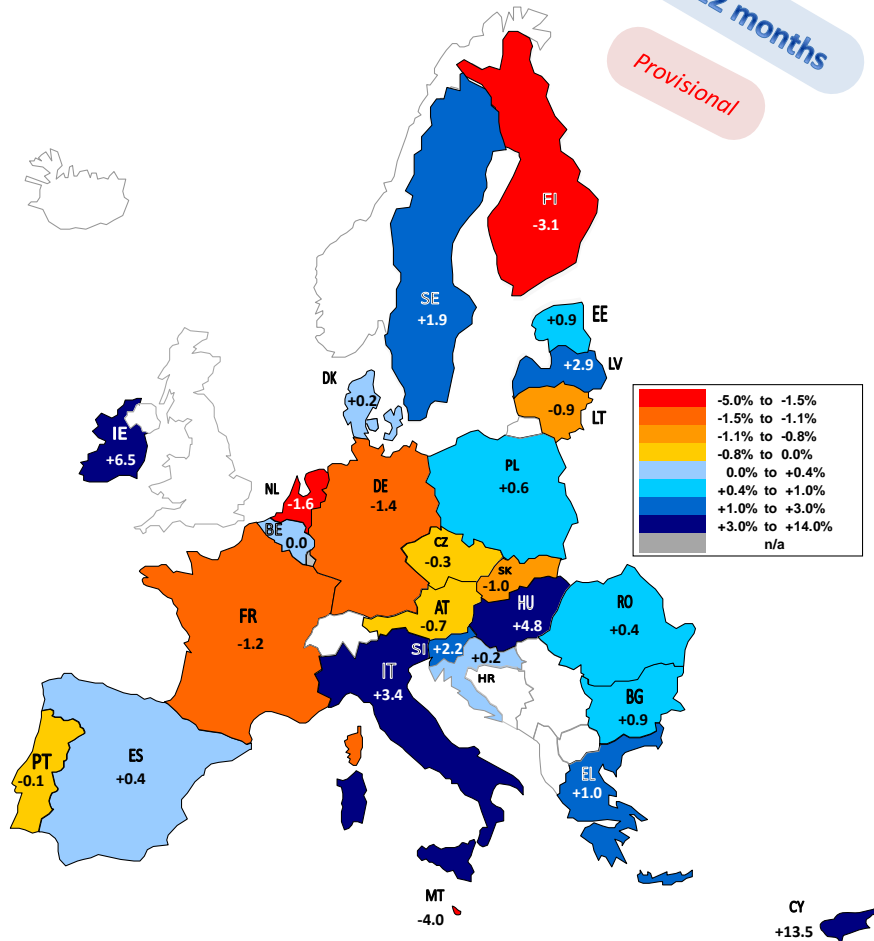 months
Provisional
FI
-3.1
SE
+1.9
EE
+0.9
LV
+2.9
DK
+0.2
LT
-0.9
-5.0% to -1.5%
-1.5% to -1.1%
-1.1% to -0.8%
-0.8% to 0.0%
0.0% to +0.4%
+0.4% to +1.0%
+1.0% to +3.0%
+3.0% to +14.0%
n/a
IE
+6.5
NL
-1.6
DE
-1.4
PL
+0.6
BE
0.0
CZ
-0.3
SK
-1.0
AT
-0.7
HU
+4.8
RO
+0.4
FR
-1.2
SI
+2.2
+0.2
HR
IT
+3.4
BG
+0.9
PT
-0.1
ES
+0.4
EL
+1.0
MT
-4.0
CY
+13.5